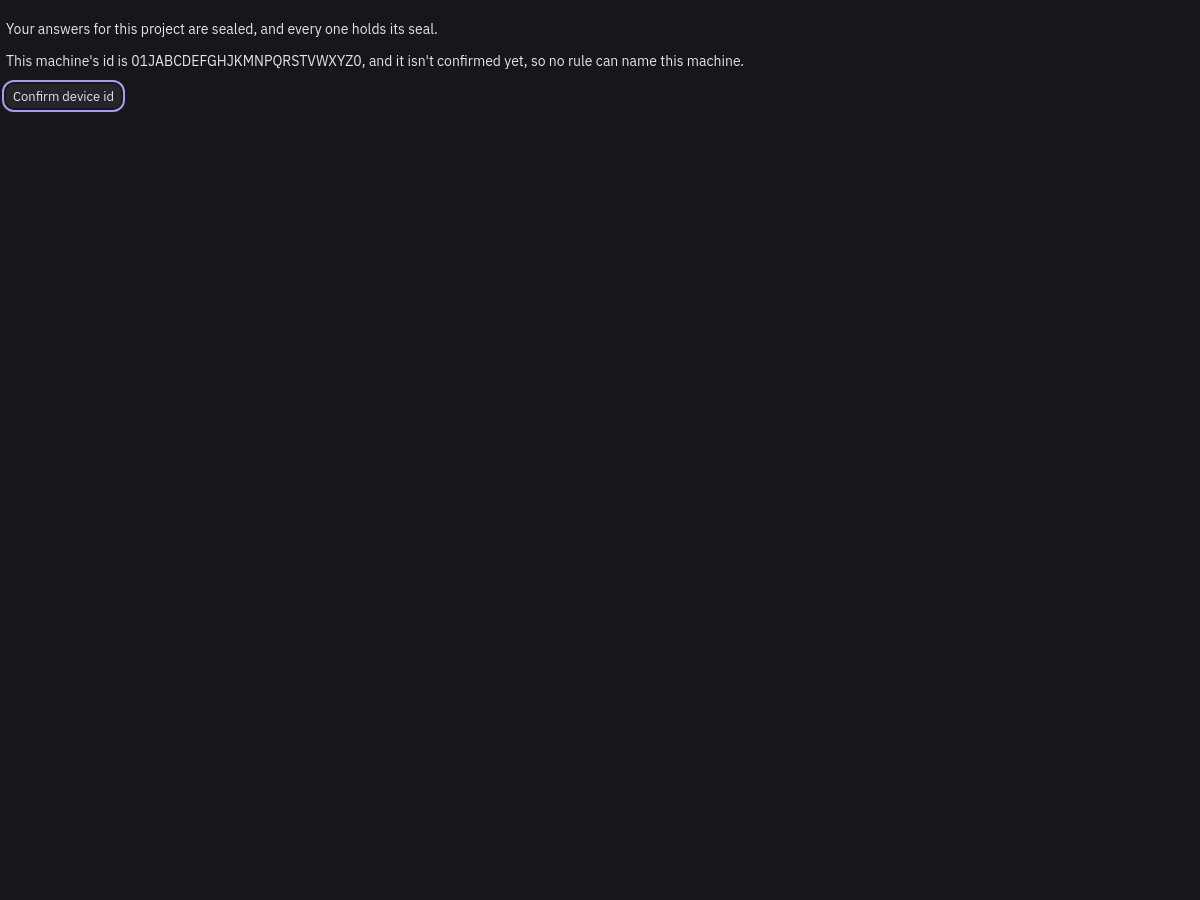 Your answers for this project are sealed, and every one holds its seal.
This machine's id is 01JABCDEFGHJKMNPQRSTVWXYZ0, and it isn't confirmed yet, so no rule can name this machine.
Confirm device id